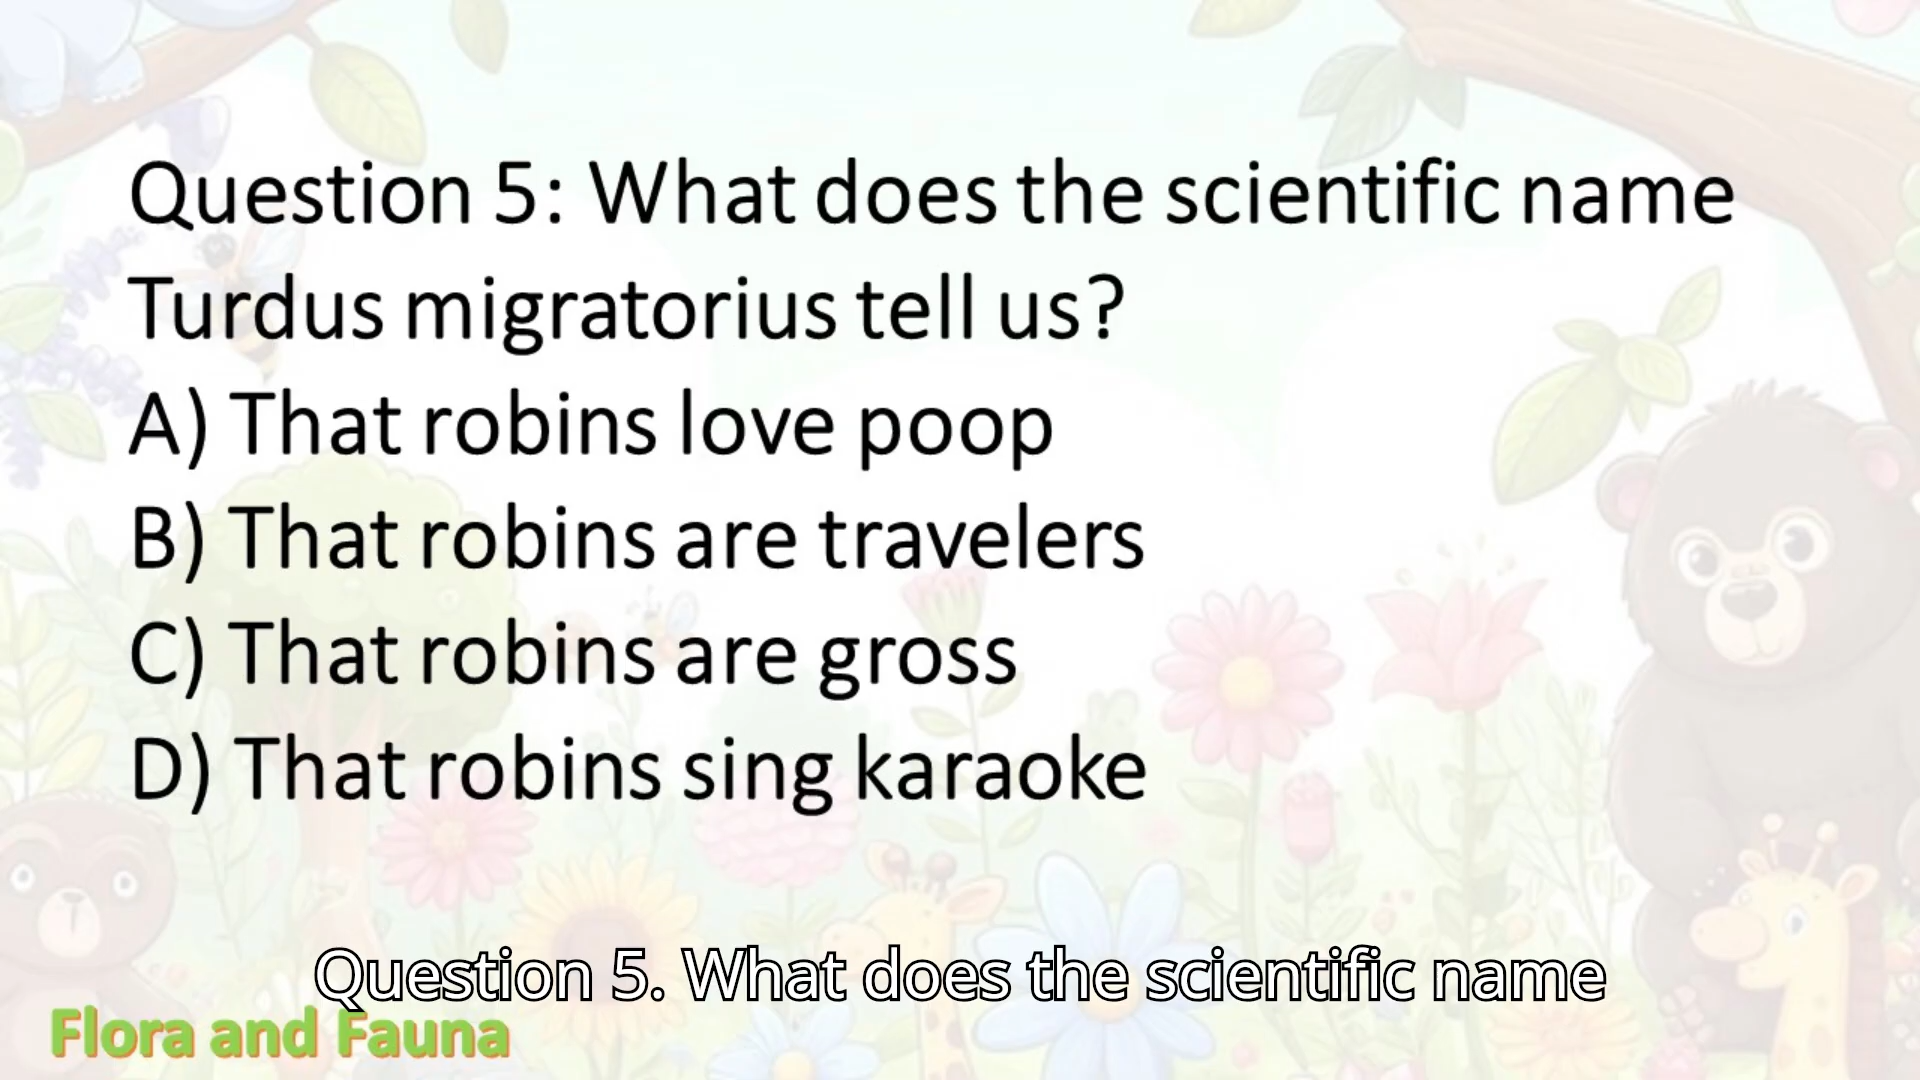 Question 5: What does the scientific name
Turdus migratorius tell us?
A) That robins love poop
B) That robins are travelers
C) That robins are gross
D) That robins sing karaoke
Question 5. What does the scientific name
Flora and Fauna